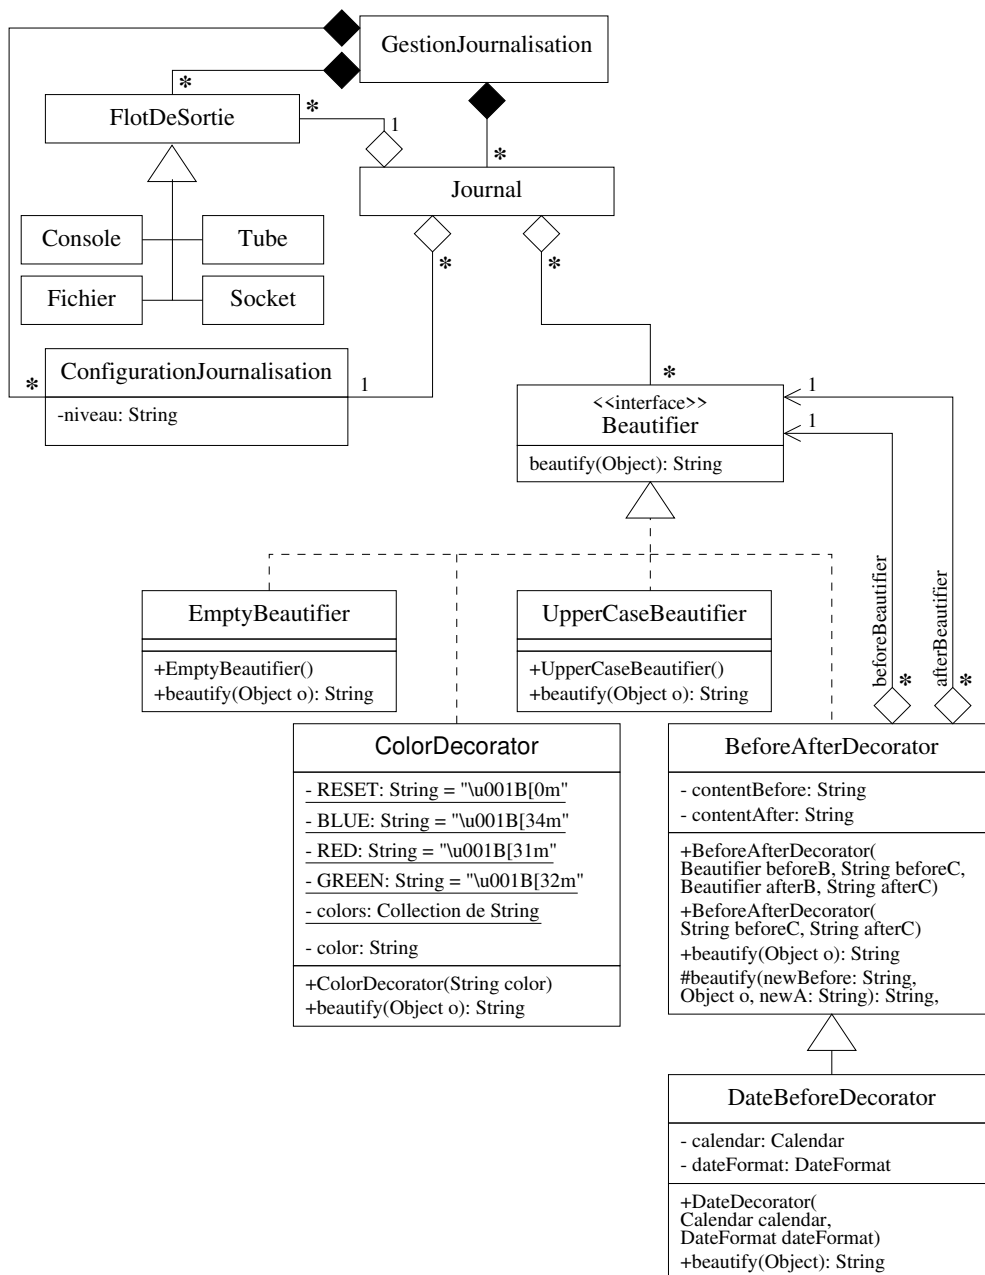 GestionJournalisation
*
*
1
FlotDeSortie
*
Journal
Console
Tube
*
*
Fichier
Socket
ConfigurationJournalisation
*
1
*
-niveau: String
<<interface>>
Beautifier
1
1
beautify(Object): String
beforeBeautifier
afterBeautifier
*
*
EmptyBeautifier
+EmptyBeautifier()
+beautify(Object o): String
UpperCaseBeautifier
+UpperCaseBeautifier()
+beautify(Object o): String
ColorDecorator
- RESET: String = "\u001B[0m"
- BLUE: String = "\u001B[34m"
- RED: String = "\u001B[31m"
- GREEN: String = "\u001B[32m"
- colors: Collection de String
- color: String
+ColorDecorator(String color)
+beautify(Object o): String
BeforeAfterDecorator
- contentBefore: String
- contentAfter: String
+BeforeAfterDecorator(
Beautifier beforeB, String beforeC,
Beautifier afterB, String afterC)
+BeforeAfterDecorator(
String beforeC, String afterC)
+beautify(Object o): String
#beautify(newBefore: String,
Object o, newA: String): String,
DateBeforeDecorator
- calendar: Calendar
- dateFormat: DateFormat
+DateDecorator(
Calendar calendar,
DateFormat dateFormat)
+beautify(Object): String